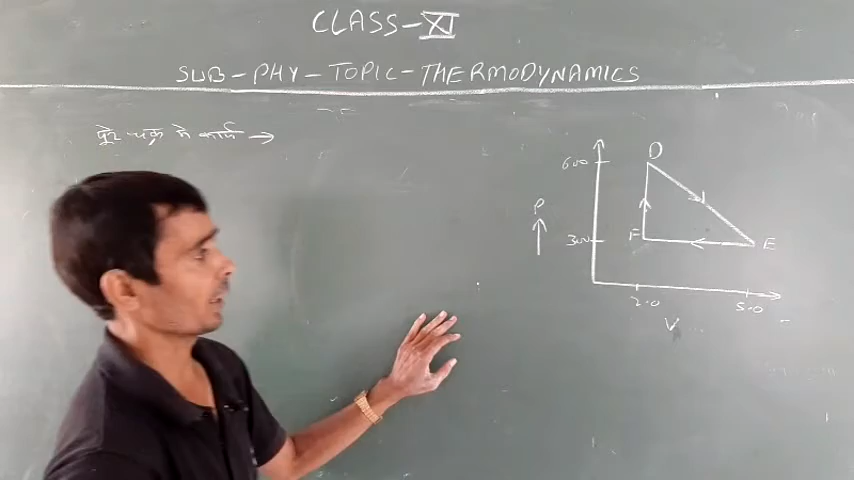 CLASS-XI
SUB-PHY-TOPIC-THERMODYNAMICS
पुरे चक्र में कार्य →
D
600
P
300
F
E
2.0
5.0
V